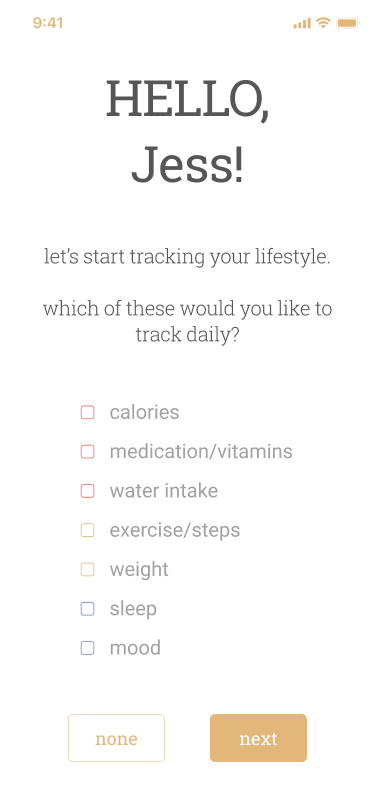 9:41
HELLO,
Jess!
let’s start tracking your lifestyle.
which of these would you like to
track daily?
calories
medication/vitamins
water intake
exercise/steps
weight
sleep
mood
none
next